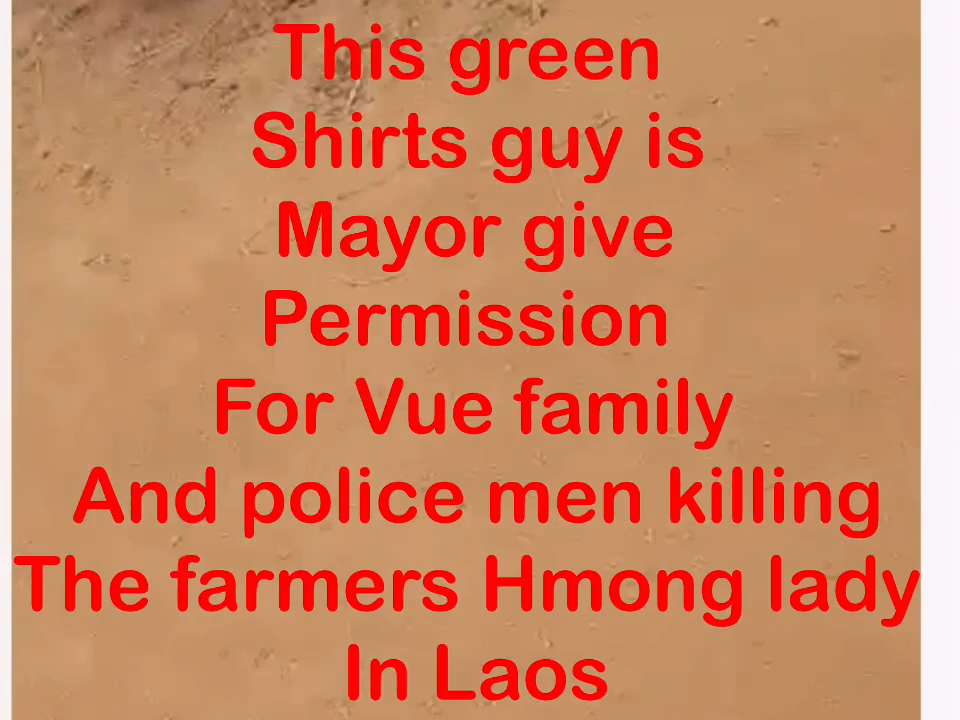 This green
Shirts guy is
Mayor give
Permission
For Vue family
And police men killing
The farmers Hmong lady
In Laos